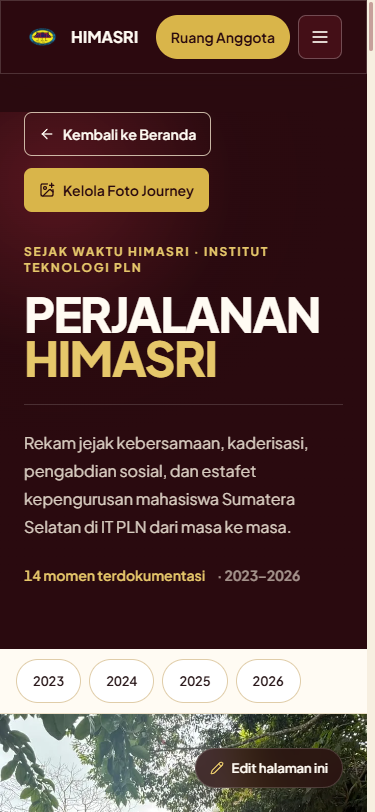 HIMASRI
Ruang Anggota
Kembali ke Beranda
Kelola Foto Journey
SEJAK WAKTU HIMASRI · INSTITUT
TEKNOLOGI PLN
PERJALANAN
HIMASRI
Rekam jejak kebersamaan, kaderisasi,
pengabdian sosial, dan estafet
kepengurusan mahasiswa Sumatera
Selatan di IT PLN dari masa ke masa.
14 momen terdokumentasi · 2023–2026
2023 2024 2025 2026
Edit halaman ini